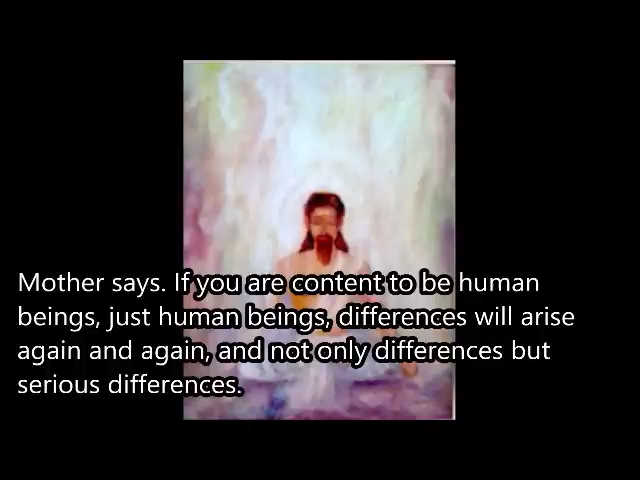 Mother says. If you are content to be human
beings, just human beings, differences will arise
again and again, and not only differences but
serious differences.